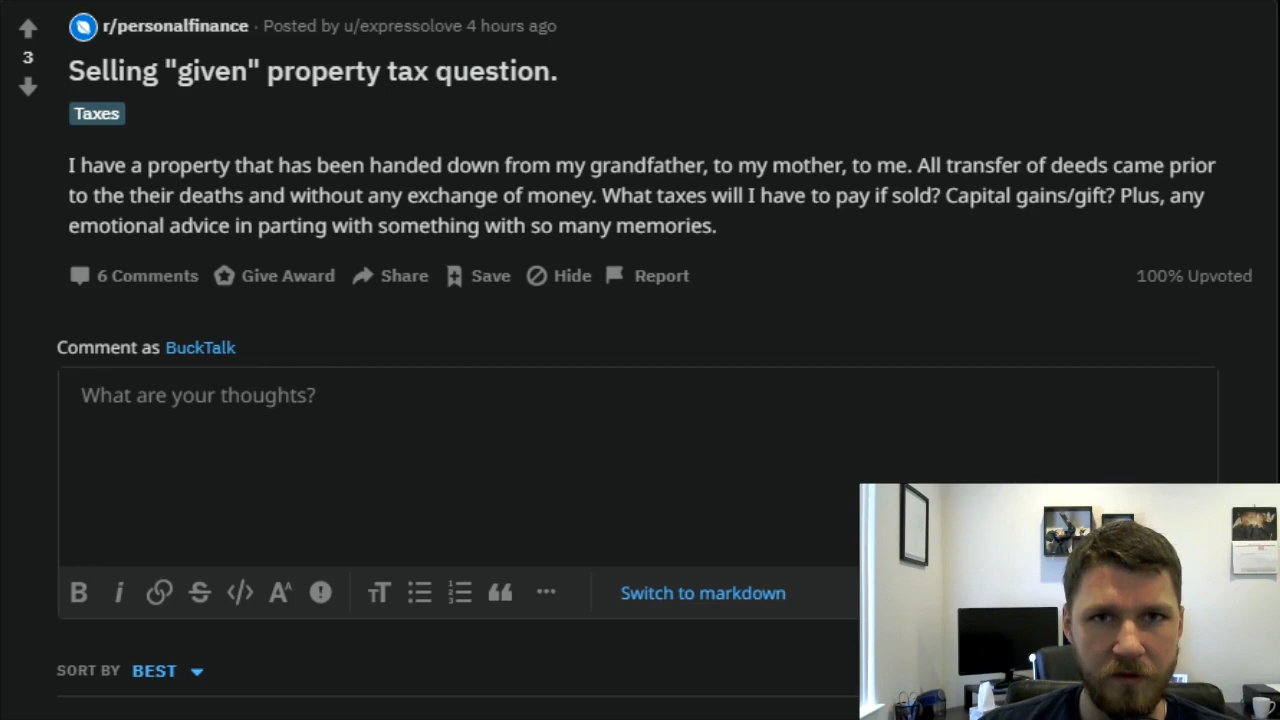 r/personalfinance · Posted by u/expressolove 4 hours ago
3
Selling "given" property tax question.
Taxes
I have a property that has been handed down from my grandfather, to my mother, to me. All transfer of deeds came prior
to the their deaths and without any exchange of money. What taxes will I have to pay if sold? Capital gains/gift? Plus, any
emotional advice in parting with something with so many memories.
6 Comments Give Award Share Save Hide Report 100% Upvoted
Comment as BuckTalk
What are your thoughts?
Switch to markdown
SORT BY BEST